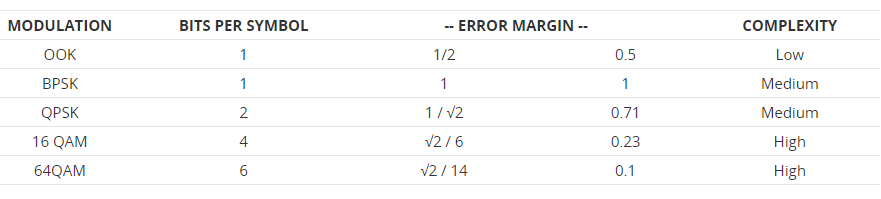 MODULATION BITS PER SYMBOL -- ERROR MARGIN -- COMPLEXITY
OOK 1 1/2 0.5 Low
BPSK 1 1 1 Medium
QPSK 2 1 / √2 0.71 Medium
16 QAM 4 √2 / 6 0.23 High
64QAM 6 √2 / 14 0.1 High